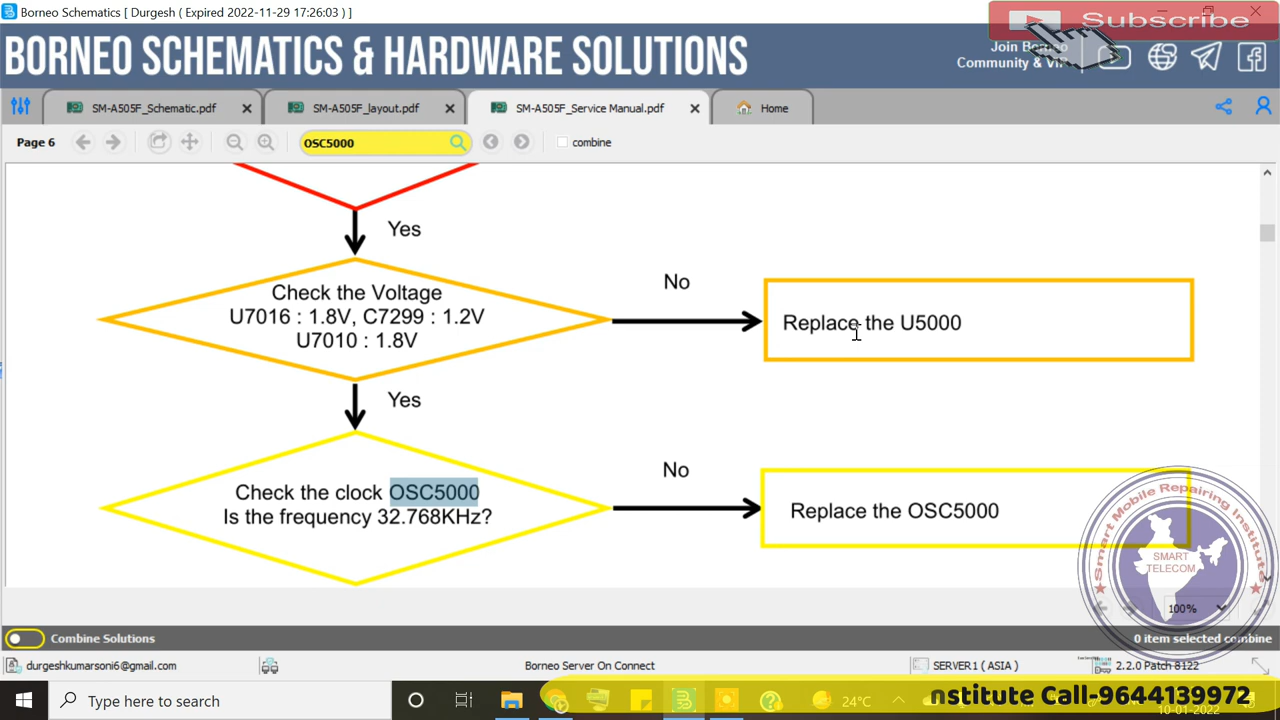 Borneo Schematics [ Durgesh ( Expired 2022-11-29 17:26:03 ) ]
Subscribe
BORNEO SCHEMATICS & HARDWARE SOLUTIONS
Join Borneo
Community & VIP
SM-A505F_Schematic.pdf
SM-A505F_layout.pdf
SM-A505F_Service Manual.pdf
Home
Page 6
OSC5000
combine
Yes
Check the Voltage
U7016 : 1.8V, C7299 : 1.2V
U7010 : 1.8V
No
Replace the U5000
Yes
Check the clock OSC5000
Is the frequency 32.768KHz?
No
Replace the OSC5000
Smart Mobile Repairing Institute
SMART
TELECOM
100%
Combine Solutions
0 item selected combine
durgeshkumarsoni6@gmail.com
Borneo Server On Connect
SERVER1 ( ASIA )
2.2.0 Patch 8122
Type here to search
24°C
nstitute Call-9644139972
10-01-2022